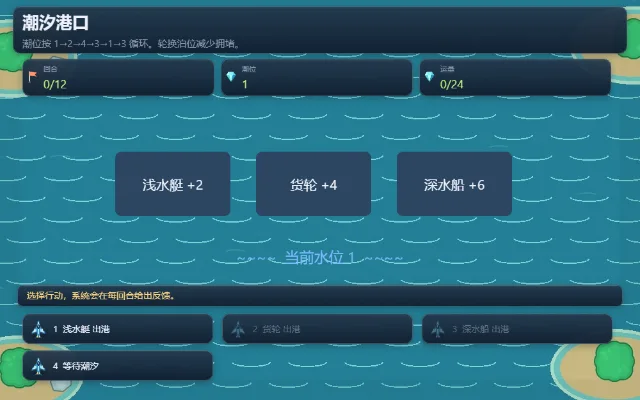 潮汐港口
潮位按 1→2→4→3→1→3 循环。轮换泊位减少拥堵。
回合
0/12
潮位
1
运单
0/24
浅水艇 +2
货轮 +4
深水船 +6
~~~~ 当前水位 1 ~~~~
选择行动，系统会在每回合给出反馈。
1 浅水艇 出港
2 货轮 出港
3 深水船 出港
4 等待潮汐